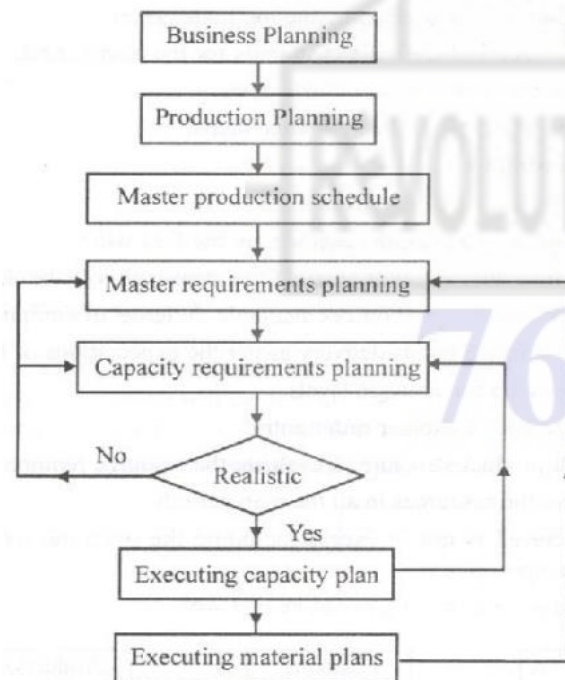 Business Planning
Production Planning
Master production schedule
Master requirements planning
Capacity requirements planning
No
Realistic
Yes
Executing capacity plan
Executing material plans
76